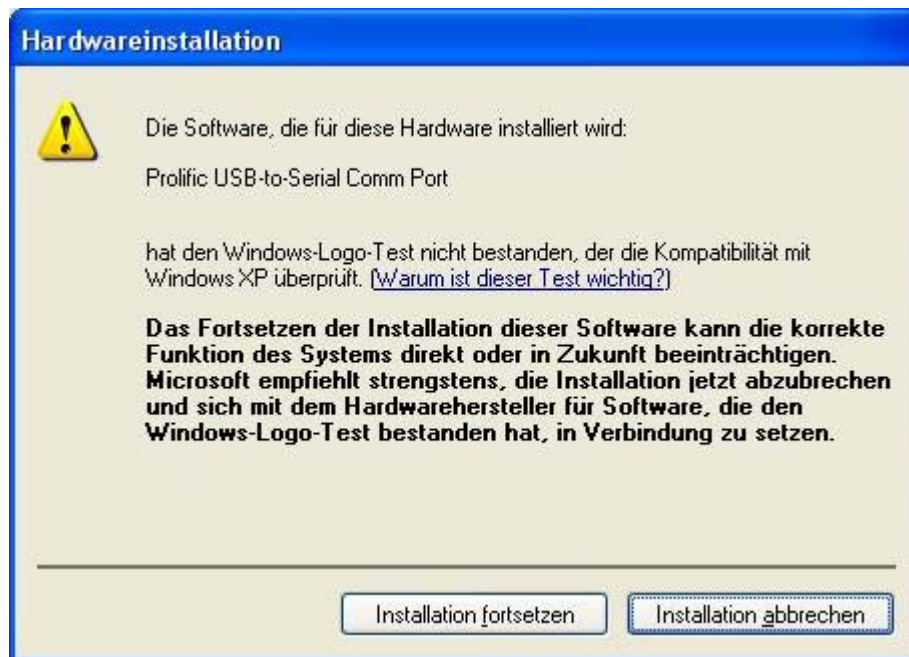 Hardwareinstallation
Die Software, die für diese Hardware installiert wird:
Prolific USB-to-Serial Comm Port
hat den Windows-Logo-Test nicht bestanden, der die Kompatibilität mit
Windows XP überprüft. (Warum ist dieser Test wichtig?)
Das Fortsetzen der Installation dieser Software kann die korrekte
Funktion des Systems direkt oder in Zukunft beeinträchtigen.
Microsoft empfiehlt strengstens, die Installation jetzt abzubrechen
und sich mit dem Hardwarehersteller für Software, die den
Windows-Logo-Test bestanden hat, in Verbindung zu setzen.
Installation fortsetzen Installation abbrechen